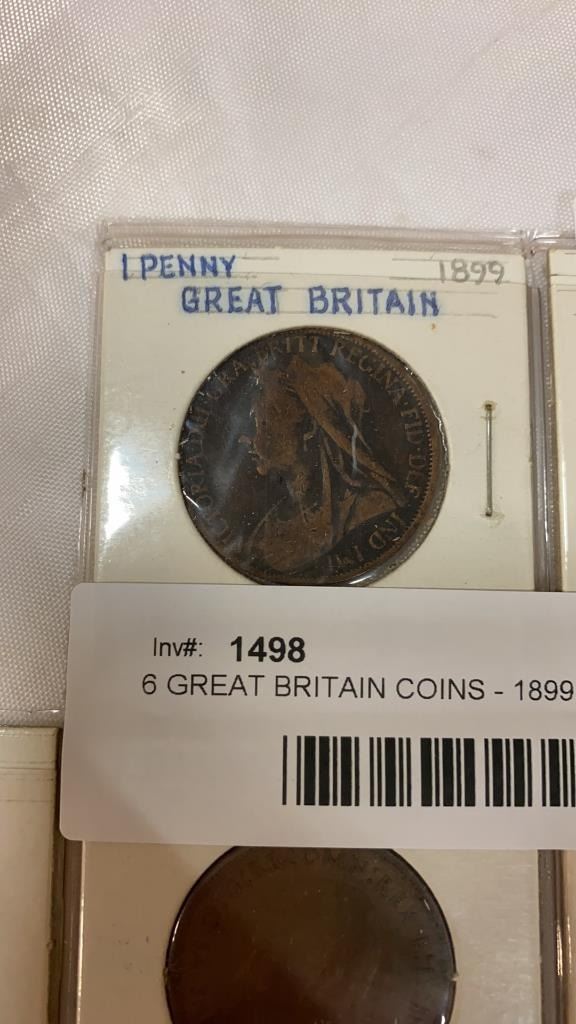 1 PENNY 1899
GREAT BRITAIN
VICTORIA·DEI·GRA·BRITT·REGINA·FID·DEF·IND·IMP
Inv#: 1498
6 GREAT BRITAIN COINS - 1899